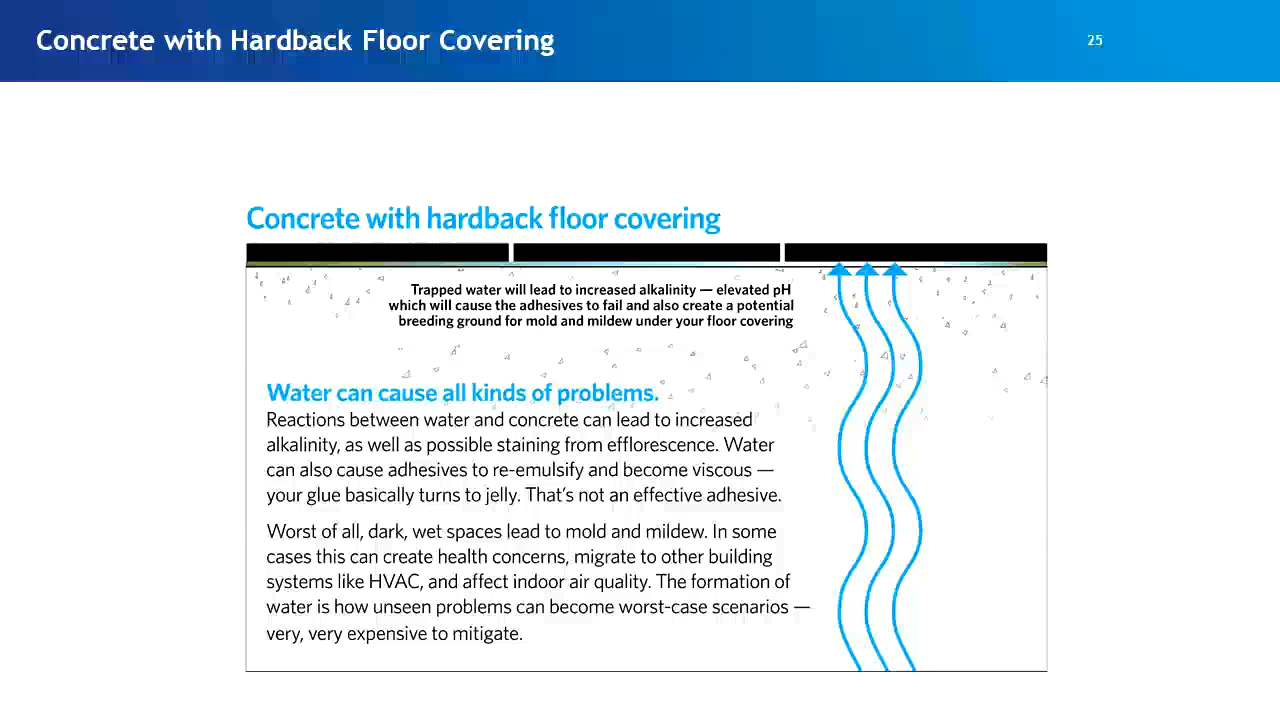 Concrete with Hardback Floor Covering
25
Concrete with hardback floor covering
Trapped water will lead to increased alkalinity — elevated pH
which will cause the adhesives to fail and also create a potential
breeding ground for mold and mildew under your floor covering
Water can cause all kinds of problems.
Reactions between water and concrete can lead to increased
alkalinity, as well as possible staining from efflorescence. Water
can also cause adhesives to re-emulsify and become viscous —
your glue basically turns to jelly. That's not an effective adhesive.
Worst of all, dark, wet spaces lead to mold and mildew. In some
cases this can create health concerns, migrate to other building
systems like HVAC, and affect indoor air quality. The formation of
water is how unseen problems can become worst-case scenarios —
very, very expensive to mitigate.